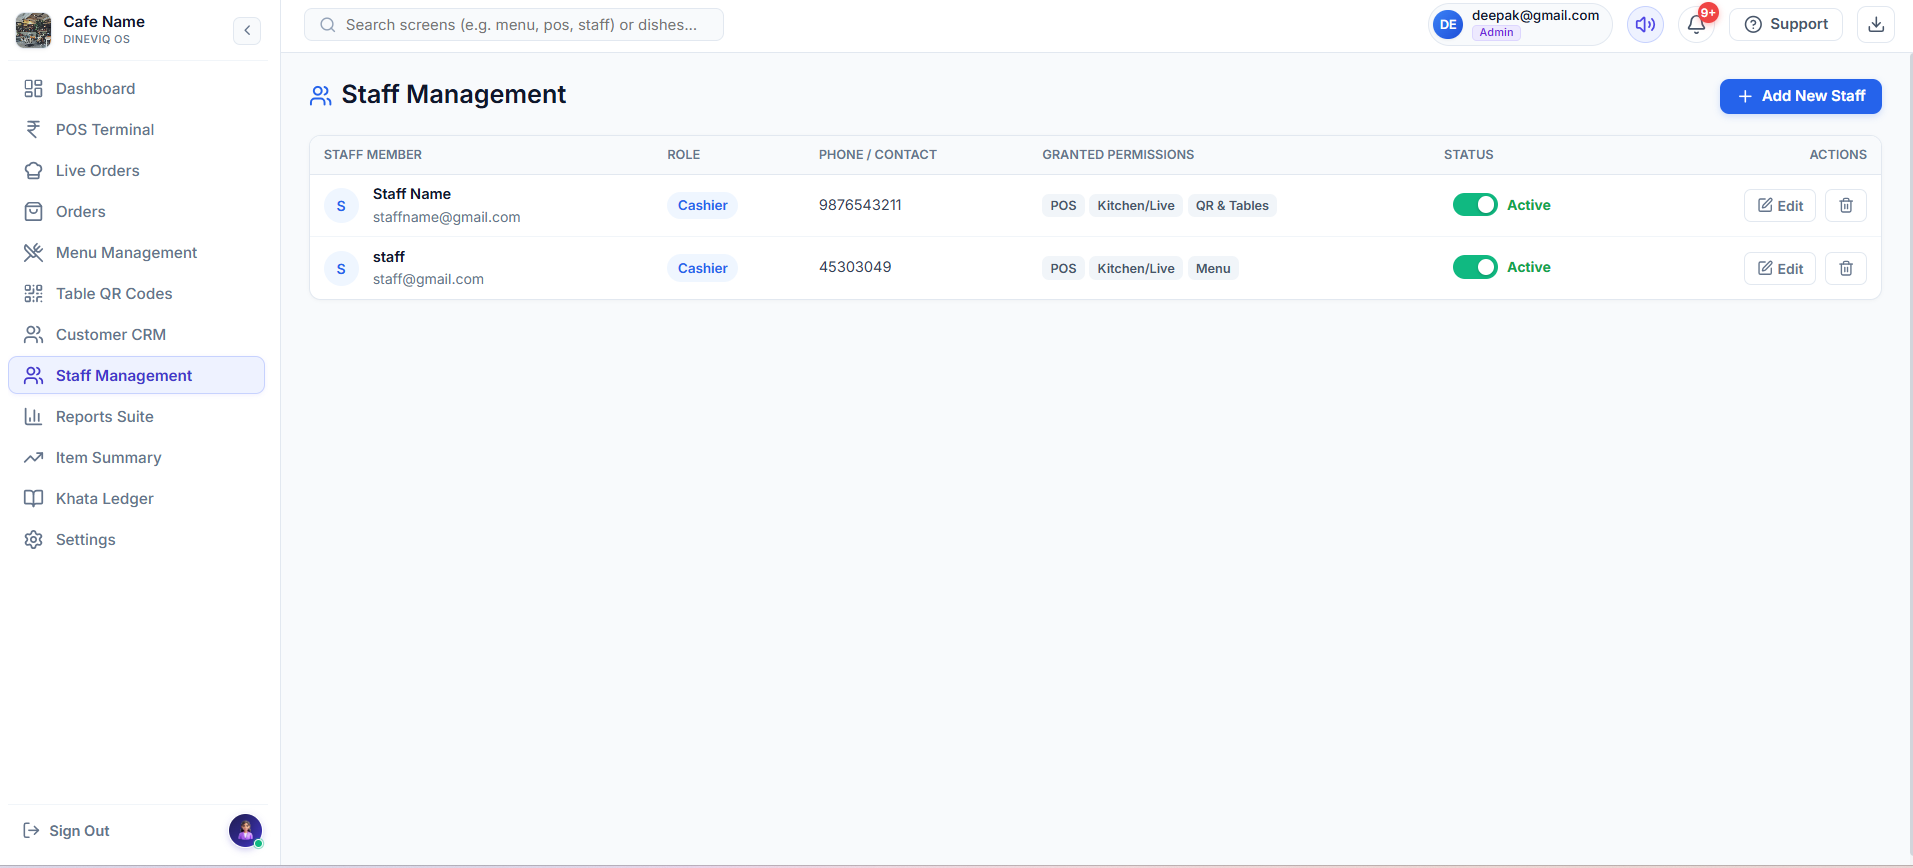 Cafe Name
DINEVIQ OS
Search screens (e.g. menu, pos, staff) or dishes...
DE
deepak@gmail.com
Admin
9+
Support
Dashboard
POS Terminal
Live Orders
Orders
Menu Management
Table QR Codes
Customer CRM
Staff Management
Reports Suite
Item Summary
Khata Ledger
Settings
Sign Out
Staff Management
Add New Staff
STAFF MEMBER ROLE PHONE / CONTACT GRANTED PERMISSIONS STATUS ACTIONS
S Staff Name Cashier 9876543211 POS Kitchen/Live QR & Tables Active Edit
staffname@gmail.com
S staff Cashier 45303049 POS Kitchen/Live Menu Active Edit
staff@gmail.com